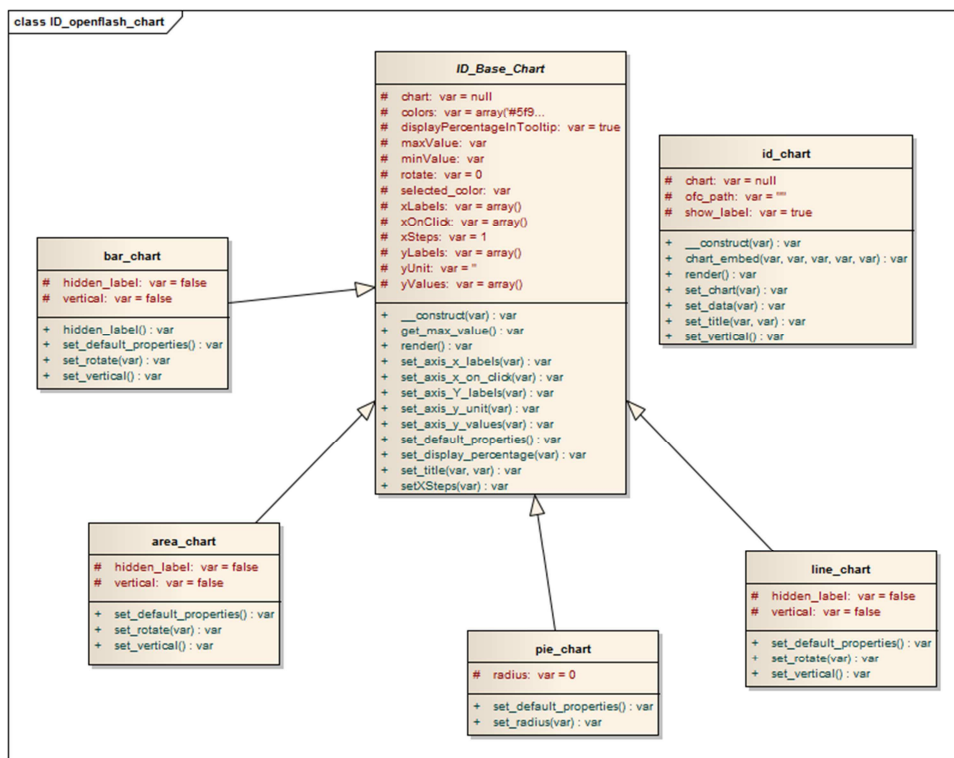 class ID_openflash_chart
ID_Base_Chart
# chart: var = null
# colors: var = array('#5f9...
# displayPercentageInTooltip: var = true
# maxValue: var
# minValue: var
# rotate: var = 0
# selected_color: var
# xLabels: var = array()
# xOnClick: var = array()
# xSteps: var = 1
# yLabels: var = array()
# yUnit: var = ''
# yValues: var = array()
+ __construct(var) : var
+ get_max_value() : var
+ render() : var
+ set_axis_x_labels(var) : var
+ set_axis_x_on_click(var) : var
+ set_axis_Y_labels(var) : var
+ set_axis_y_unit(var) : var
+ set_axis_y_values(var) : var
+ set_default_properties() : var
+ set_display_percentage(var) : var
+ set_title(var, var) : var
+ setXSteps(var) : var
id_chart
# chart: var = null
# ofc_path: var = """
# show_label: var = true
+ __construct(var) : var
+ chart_embed(var, var, var, var, var) : var
+ render() : var
+ set_chart(var) : var
+ set_data(var) : var
+ set_title(var, var) : var
+ set_vertical() : var
bar_chart
# hidden_label: var = false
# vertical: var = false
+ hidden_label() : var
+ set_default_properties() : var
+ set_rotate(var) : var
+ set_vertical() : var
area_chart
# hidden_label: var = false
# vertical: var = false
+ set_default_properties() : var
+ set_rotate(var) : var
+ set_vertical() : var
pie_chart
# radius: var = 0
+ set_default_properties() : var
+ set_radius(var) : var
line_chart
# hidden_label: var = false
# vertical: var = false
+ set_default_properties() : var
+ set_rotate(var) : var
+ set_vertical() : var